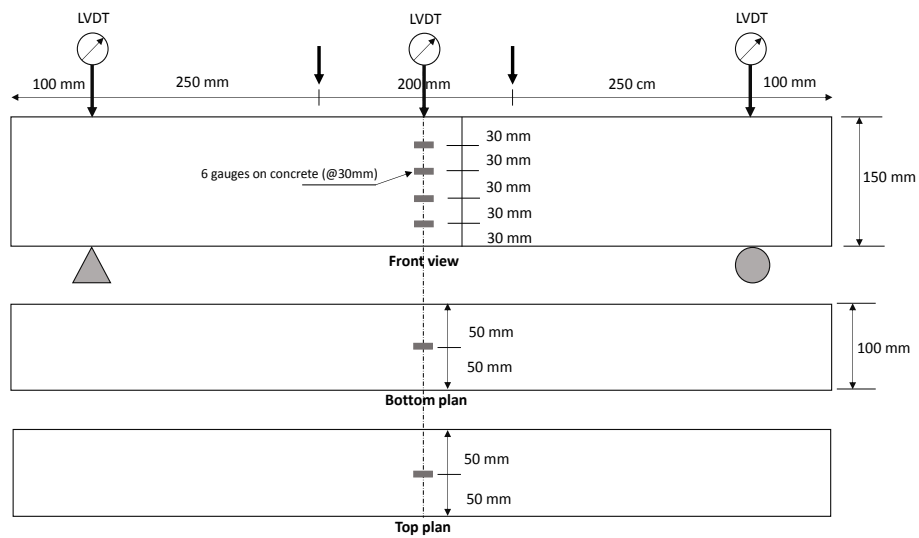 LVDT LVDT LVDT
100 mm 250 mm 200 mm 250 cm 100 mm
30 mm
30 mm
6 gauges on concrete (@30mm)
30 mm
30 mm
30 mm
150 mm
Front view
50 mm
50 mm
100 mm
Bottom plan
50 mm
50 mm
Top plan